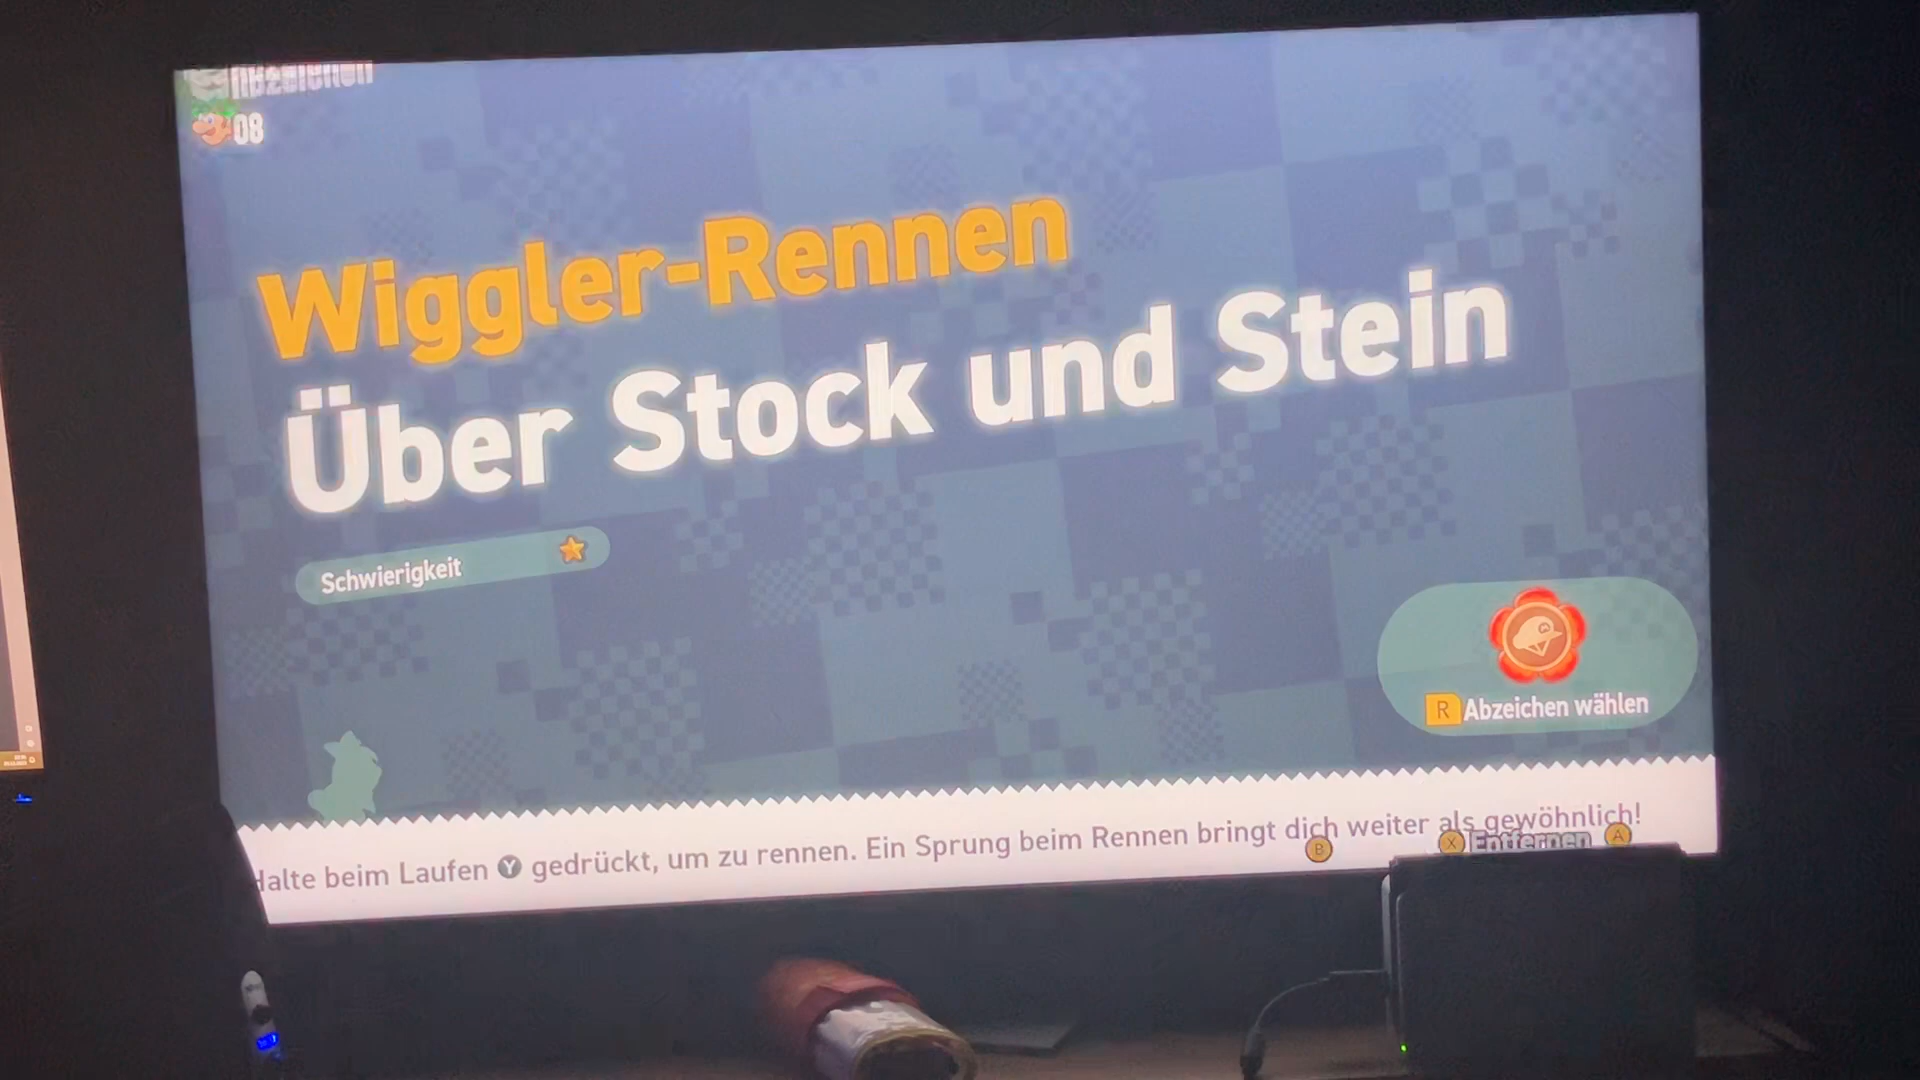 Abzeichen
08
Wiggler-Rennen
Über Stock und Stein
Schwierigkeit
R Abzeichen wählen
Halte beim Laufen Y gedrückt, um zu rennen. Ein Sprung beim Rennen bringt dich weiter als gewöhnlich!
B X Entfernen A